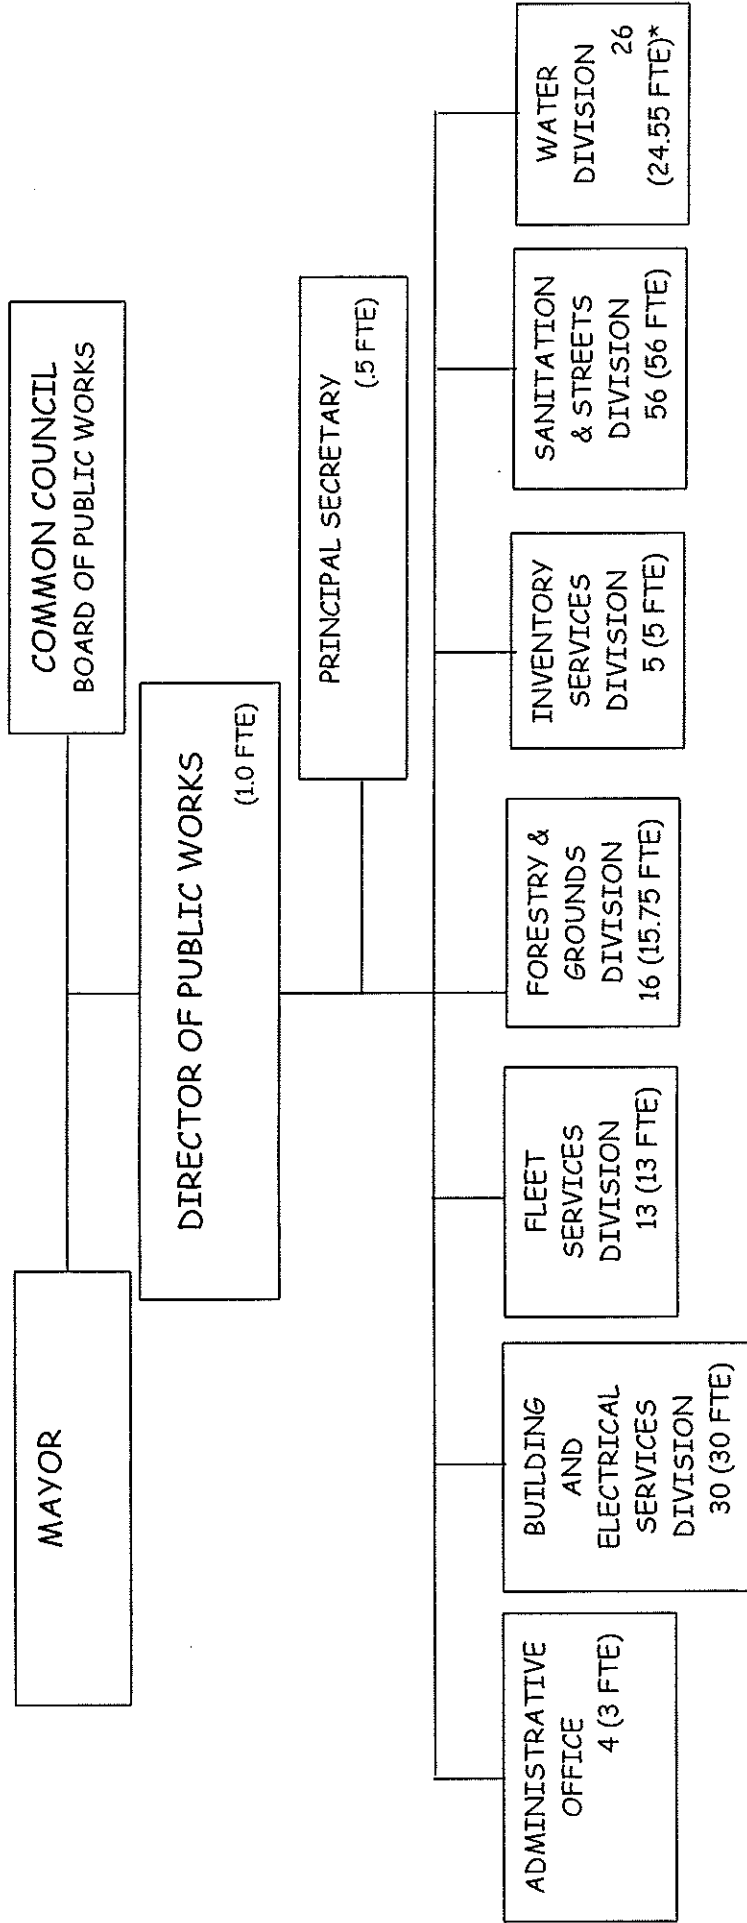 MAYOR
COMMON COUNCIL
BOARD OF PUBLIC WORKS
DIRECTOR OF PUBLIC WORKS
(1.0 FTE)
PRINCIPAL SECRETARY
(.5 FTE)
ADMINISTRATIVE
OFFICE
4 (3 FTE)
BUILDING
AND
ELECTRICAL
SERVICES
DIVISION
30 (30 FTE)
FLEET
SERVICES
DIVISION
13 (13 FTE)
FORESTRY &
GROUNDS
DIVISION
16 (15.75 FTE)
INVENTORY
SERVICES
DIVISION
5 (5 FTE)
SANITATION
& STREETS
DIVISION
56 (56 FTE)
WATER
DIVISION
26
(24.55 FTE)*